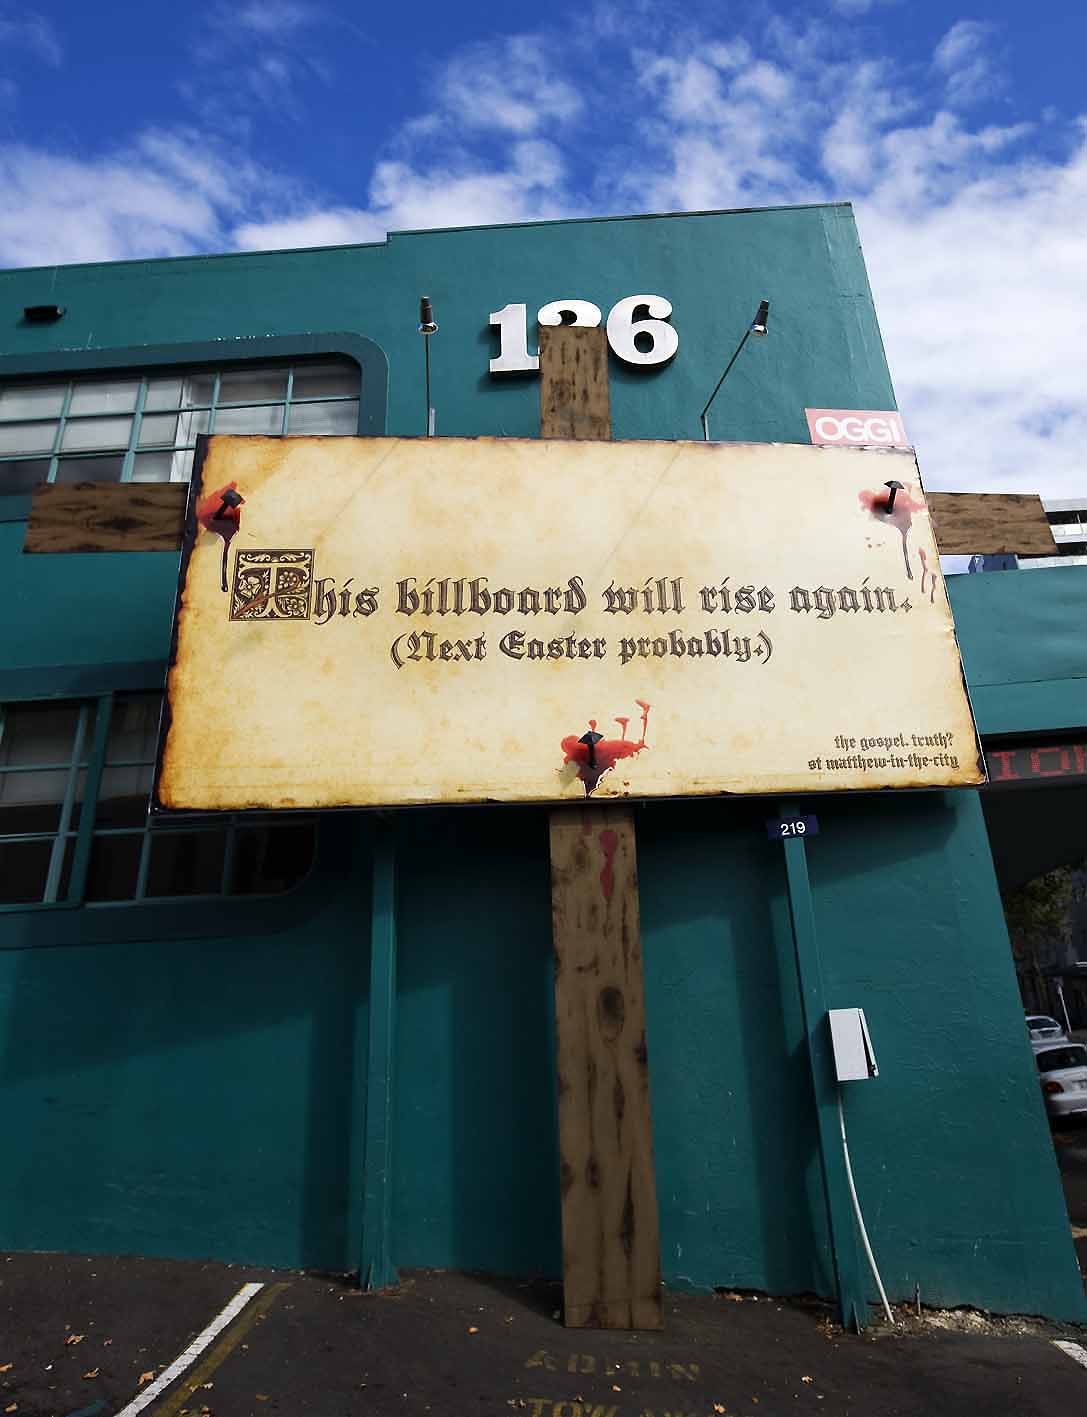 126
OGGI
This billboard will rise again.
(Next Easter probably.)
the gospel. truth?
st matthew-in-the-city
219
ADMIN